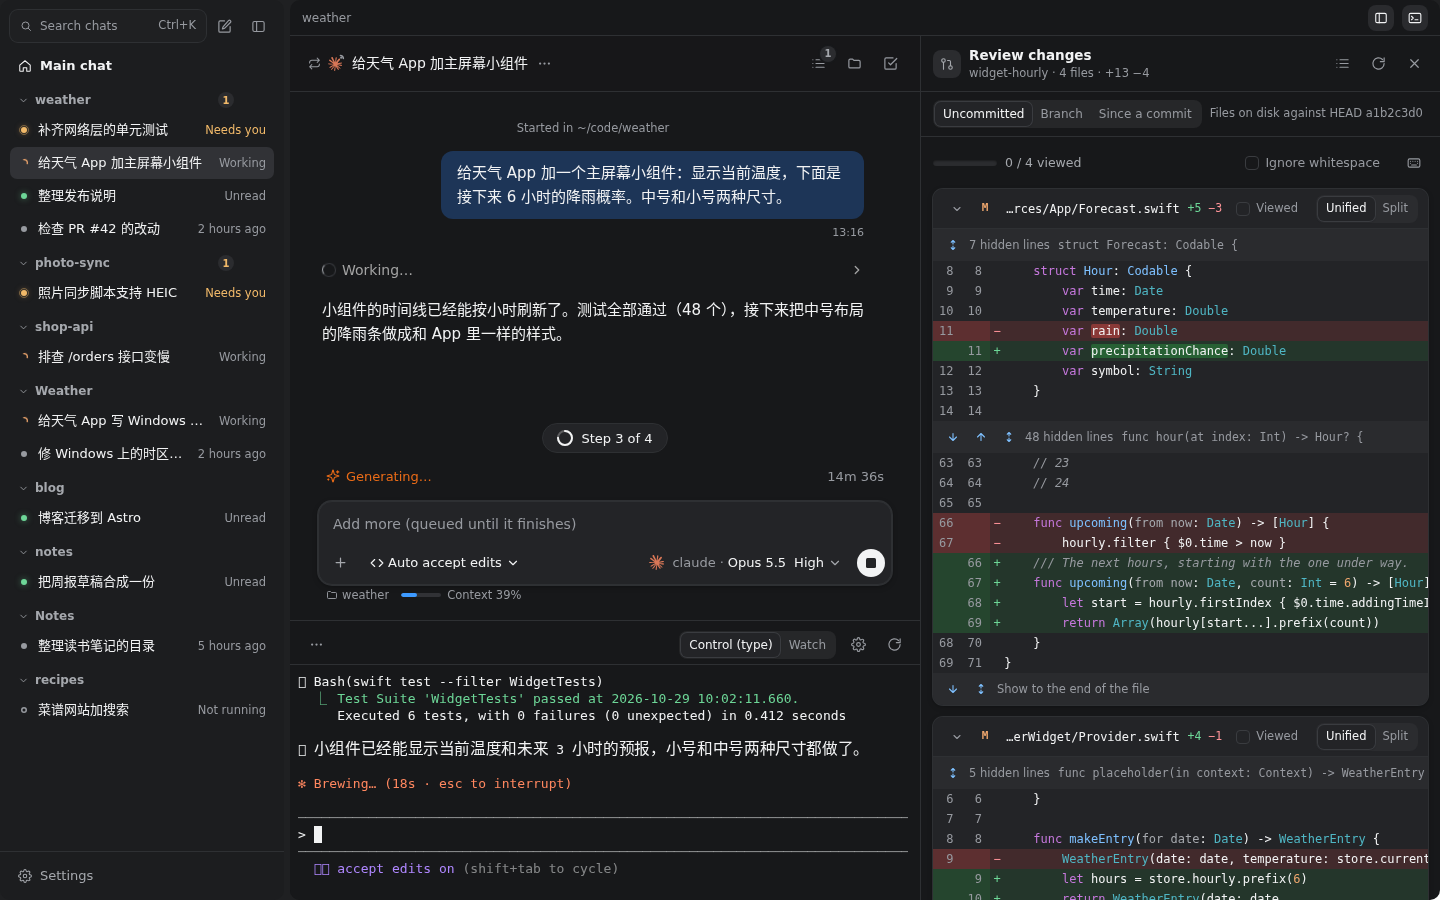 Search chats Ctrl+K
Main chat
weather 1
补齐网络层的单元测试 Needs you
给天气 App 加主屏幕小组件 Working
整理发布说明 Unread
检查 PR #42 的改动 2 hours ago
photo-sync 1
照片同步脚本支持 HEIC Needs you
shop-api
排查 /orders 接口变慢 Working
Weather
给天气 App 写 Windows … Working
修 Windows 上的时区… 2 hours ago
blog
博客迁移到 Astro Unread
notes
把周报草稿合成一份 Unread
Notes
整理读书笔记的目录 5 hours ago
recipes
菜谱网站加搜索 Not running
Settings
weather
给天气 App 加主屏幕小组件 ···
1
Started in ~/code/weather
给天气 App 加一个主屏幕小组件：显示当前温度，下面是
接下来 6 小时的降雨概率。中号和小号两种尺寸。
13:16
Working…
小组件的时间线已经能按小时刷新了。测试全部通过（48 个），接下来把中号布局
的降雨条做成和 App 里一样的样式。
Step 3 of 4
Generating… 14m 36s
Add more (queued until it finishes)
Auto accept edits claude · Opus 5.5 High
weather Context 39%
··· Control (type) Watch
Bash(swift test --filter WidgetTests)
Test Suite 'WidgetTests' passed at 2026-10-29 10:02:11.660.
Executed 6 tests, with 0 failures (0 unexpected) in 0.412 seconds
小组件已经能显示当前温度和未来 3 小时的预报，小号和中号两种尺寸都做了。
✻ Brewing… (18s · esc to interrupt)
>
accept edits on (shift+tab to cycle)
Review changes
widget-hourly · 4 files · +13 −4
Uncommitted Branch Since a commit Files on disk against HEAD a1b2c3d0
0 / 4 viewed Ignore whitespace
M …rces/App/Forecast.swift +5 −3 Viewed Unified Split
7 hidden lines struct Forecast: Codable {
8 8 struct Hour: Codable {
9 9 var time: Date
10 10 var temperature: Double
11 − var rain: Double
11 + var precipitationChance: Double
12 12 var symbol: String
13 13 }
14 14
48 hidden lines func hour(at index: Int) -> Hour? {
63 63 // 23
64 64 // 24
65 65
66 − func upcoming(from now: Date) -> [Hour] {
67 − hourly.filter { $0.time > now }
66 + /// The next hours, starting with the one under way.
67 + func upcoming(from now: Date, count: Int = 6) -> [Hour]
68 + let start = hourly.firstIndex { $0.time.addingTimeI
69 + return Array(hourly[start...].prefix(count))
68 70 }
69 71 }
Show to the end of the file
M …erWidget/Provider.swift +4 −1 Viewed Unified Split
5 hidden lines func placeholder(in context: Context) -> WeatherEntry
6 6 }
7 7
8 8 func makeEntry(for date: Date) -> WeatherEntry {
9 − WeatherEntry(date: date, temperature: store.current
9 + let hours = store.hourly.prefix(6)
10 + return WeatherEntry(date: date,